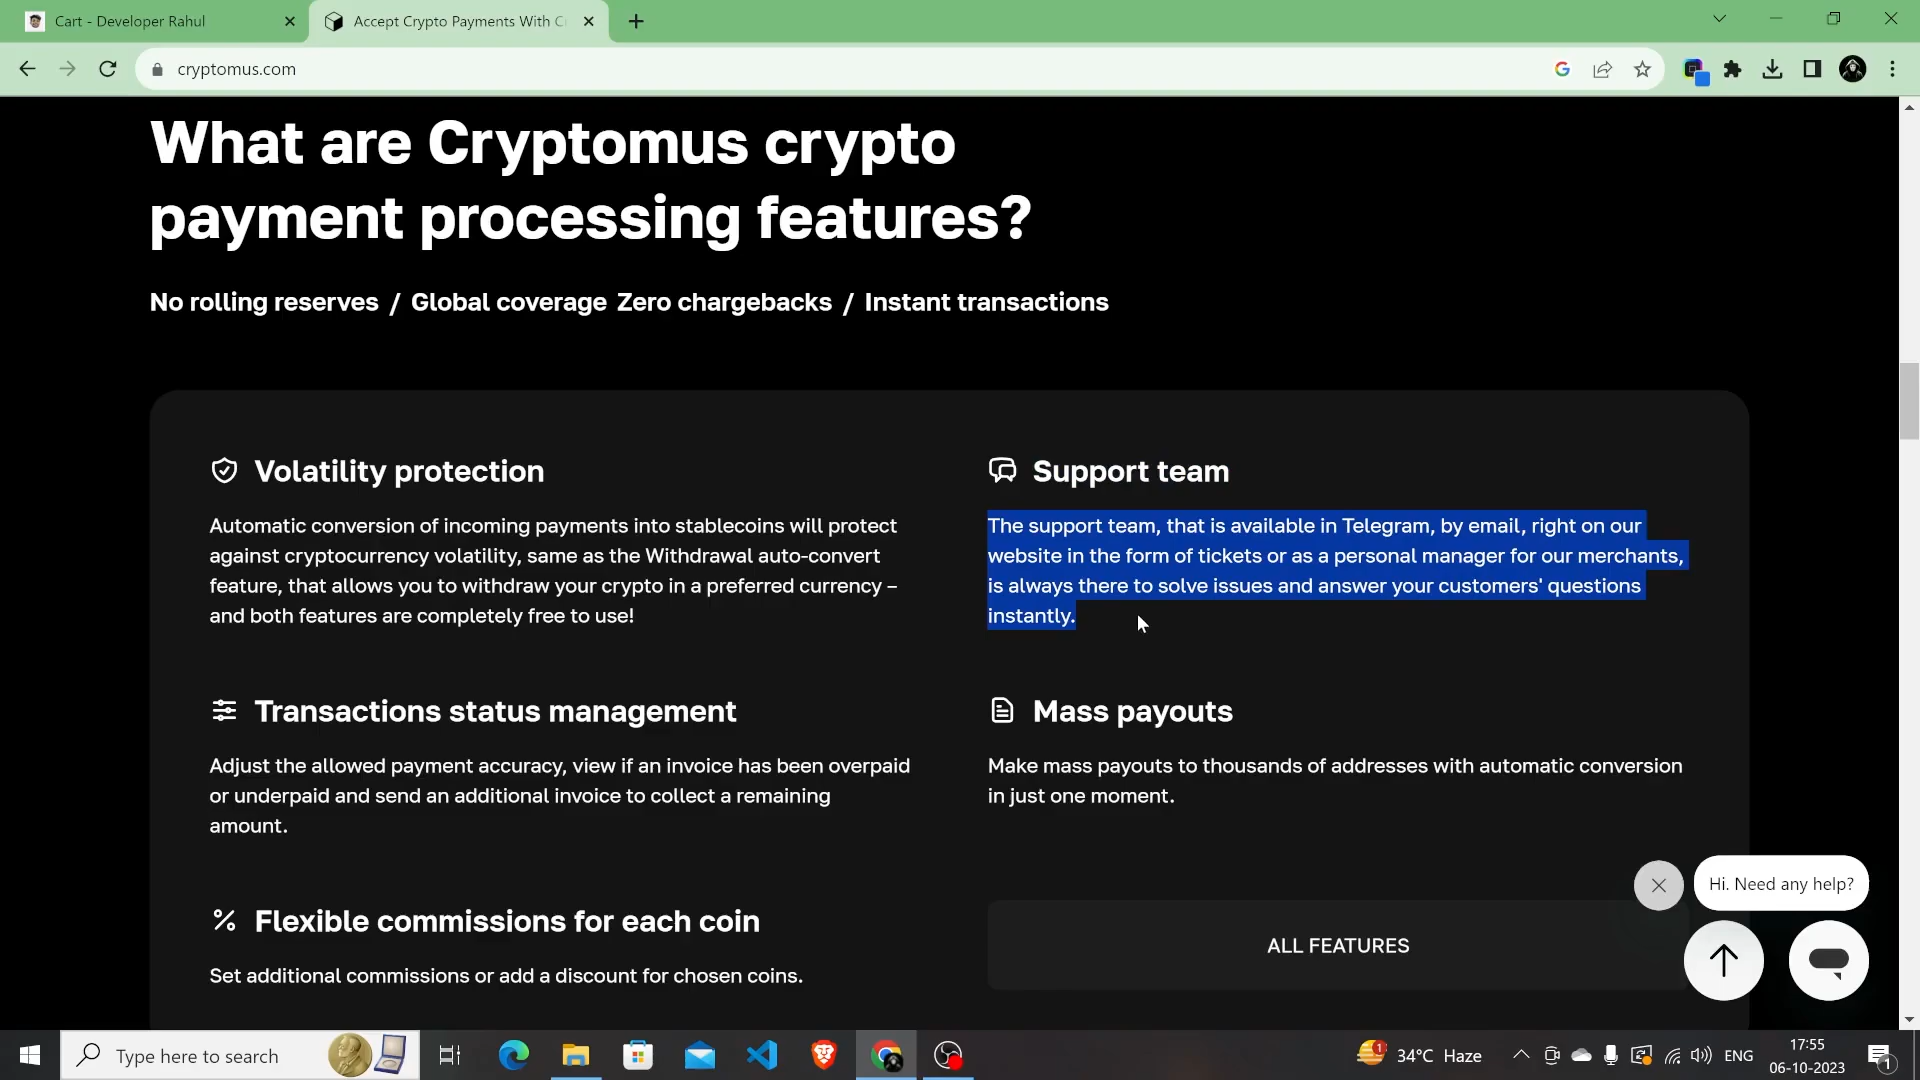 Cart - Developer Rahul
Accept Crypto Payments With C
cryptomus.com
What are Cryptomus crypto
payment processing features?
No rolling reserves / Global coverage Zero chargebacks / Instant transactions
Volatility protection
Automatic conversion of incoming payments into stablecoins will protect
against cryptocurrency volatility, same as the Withdrawal auto-convert
feature, that allows you to withdraw your crypto in a preferred currency –
and both features are completely free to use!
Support team
The support team, that is available in Telegram, by email, right on our
website in the form of tickets or as a personal manager for our merchants,
is always there to solve issues and answer your customers' questions
instantly.
Transactions status management
Adjust the allowed payment accuracy, view if an invoice has been overpaid
or underpaid and send an additional invoice to collect a remaining
amount.
Mass payouts
Make mass payouts to thousands of addresses with automatic conversion
in just one moment.
% Flexible commissions for each coin
Set additional commissions or add a discount for chosen coins.
ALL FEATURES
Hi. Need any help?
Type here to search
1
34°C Haze
ENG
17:55
06-10-2023
1